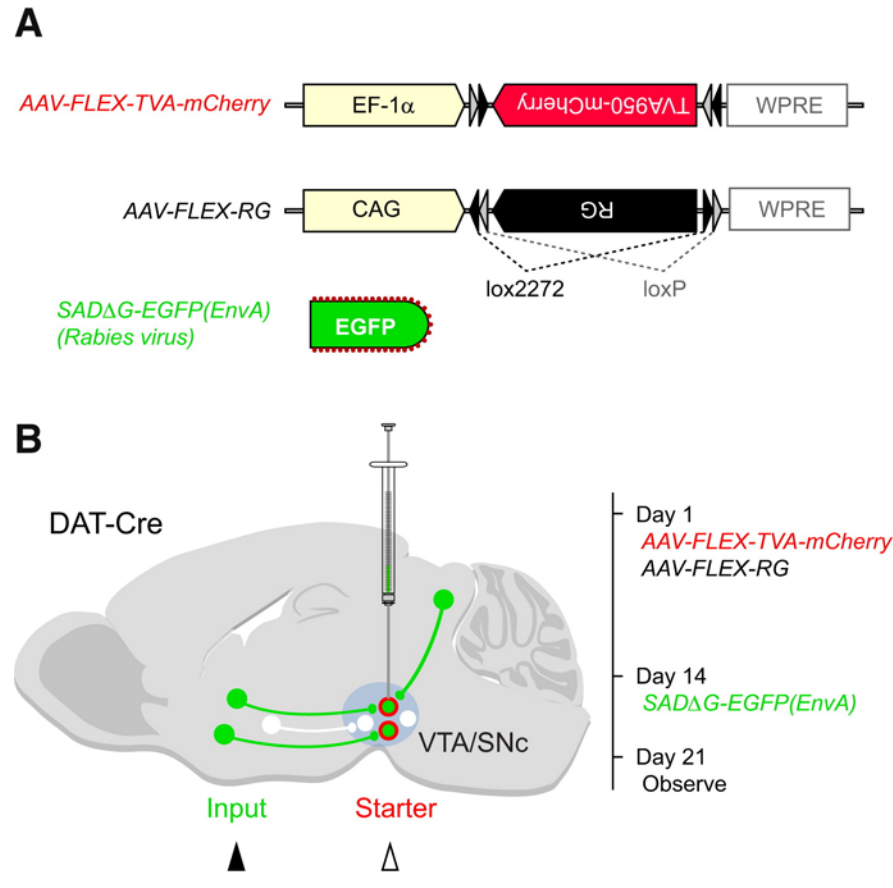 A
AAV-FLEX-TVA-mCherry
EF-1α
TVA950-mCherry
WPRE
AAV-FLEX-RG
CAG
RG
WPRE
lox2272
loxP
SADΔG-EGFP(EnvA)
(Rabies virus)
EGFP
B
DAT-Cre
VTA/SNc
Input
Starter
Day 1
AAV-FLEX-TVA-mCherry
AAV-FLEX-RG
Day 14
SADΔG-EGFP(EnvA)
Day 21
Observe